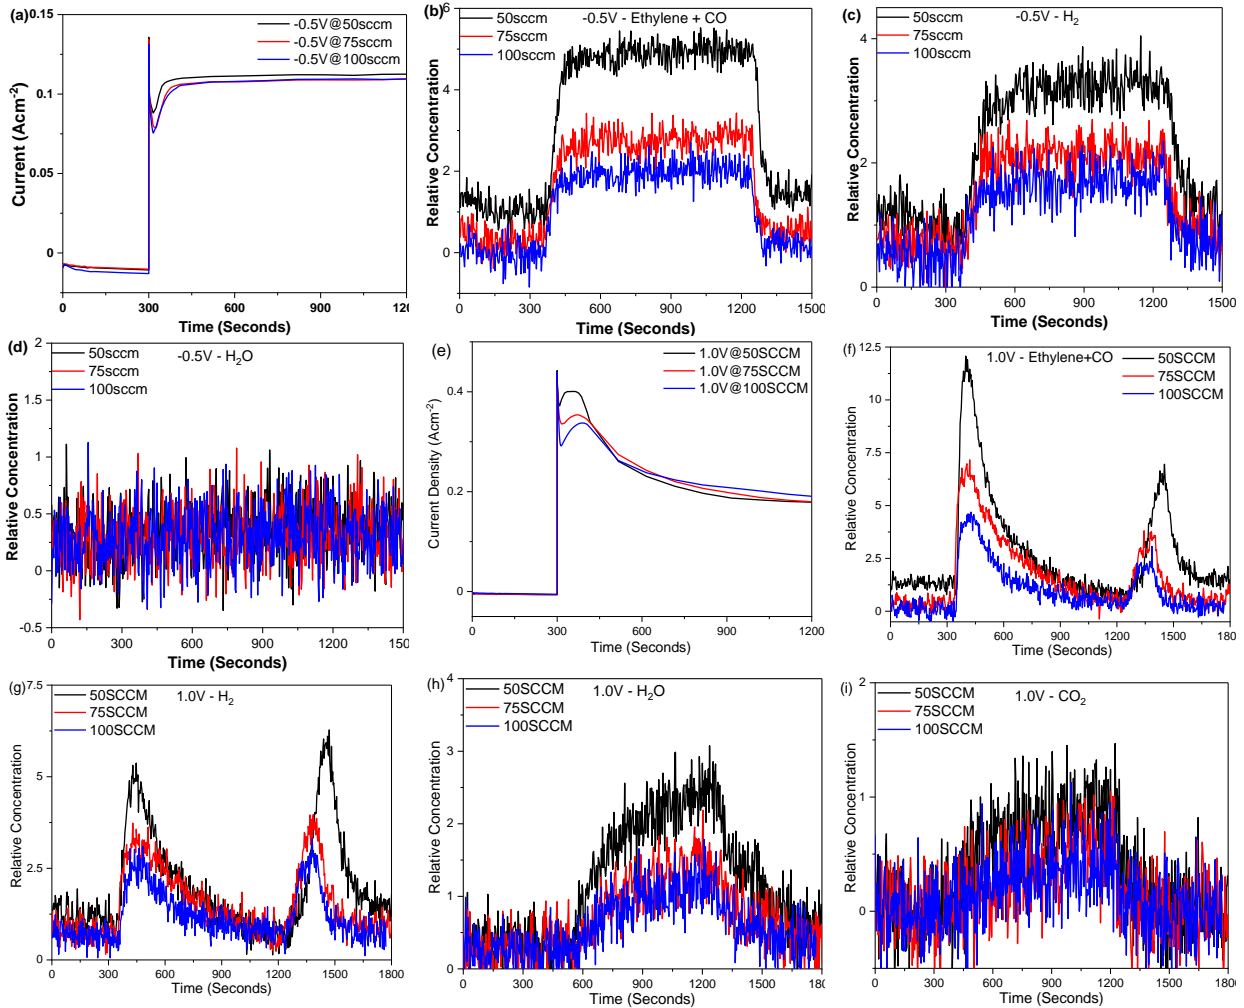 (a)
-0.5V@50sccm
-0.5V@75sccm
-0.5V@100sccm
0.15
0.1
0.05
0
Current (Acm-2)
0 300 600 900 1200
Time (Seconds)
(b)
50sccm
75sccm
100sccm
-0.5V - Ethylene + CO
6
4
2
0
Relative Concentration
0 300 600 900 1200 1500
Time (Seconds)
(c)
50sccm
75sccm
100sccm
-0.5V - H2
4
2
0
Relative Concentration
0 300 600 900 1200 1500
Time (Seconds)
(d)
50sccm
75sccm
100sccm
-0.5V - H2O
2
1.5
1
0.5
0
-0.5
Relative Concentration
0 300 600 900 1200 1500
Time (Seconds)
(e)
1.0V@50SCCM
1.0V@75SCCM
1.0V@100SCCM
0.4
0.2
0
Current Density (Acm-2)
0 300 600 900 1200
Time (Seconds)
(f)
1.0V - Ethylene+CO
50SCCM
75SCCM
100SCCM
12.5
10
7.5
5
2.5
0
Relative Concentration
0 300 600 900 1200 1500 1800
Time (Seconds)
(g)
50SCCM
75SCCM
100SCCM
1.0V - H2
7.5
5
2.5
0
Relative Concentration
0 300 600 900 1200 1500 1800
Time (Seconds)
(h)
50SCCM
75SCCM
100SCCM
1.0V - H2O
4
3
2
1
0
Relative Concentration
0 300 600 900 1200 1500 1800
Time (Seconds)
(i)
50SCCM
75SCCM
100SCCM
1.0V - CO2
2
1
0
Relative Concentration
0 300 600 900 1200 1500 1800
Time (Seconds)